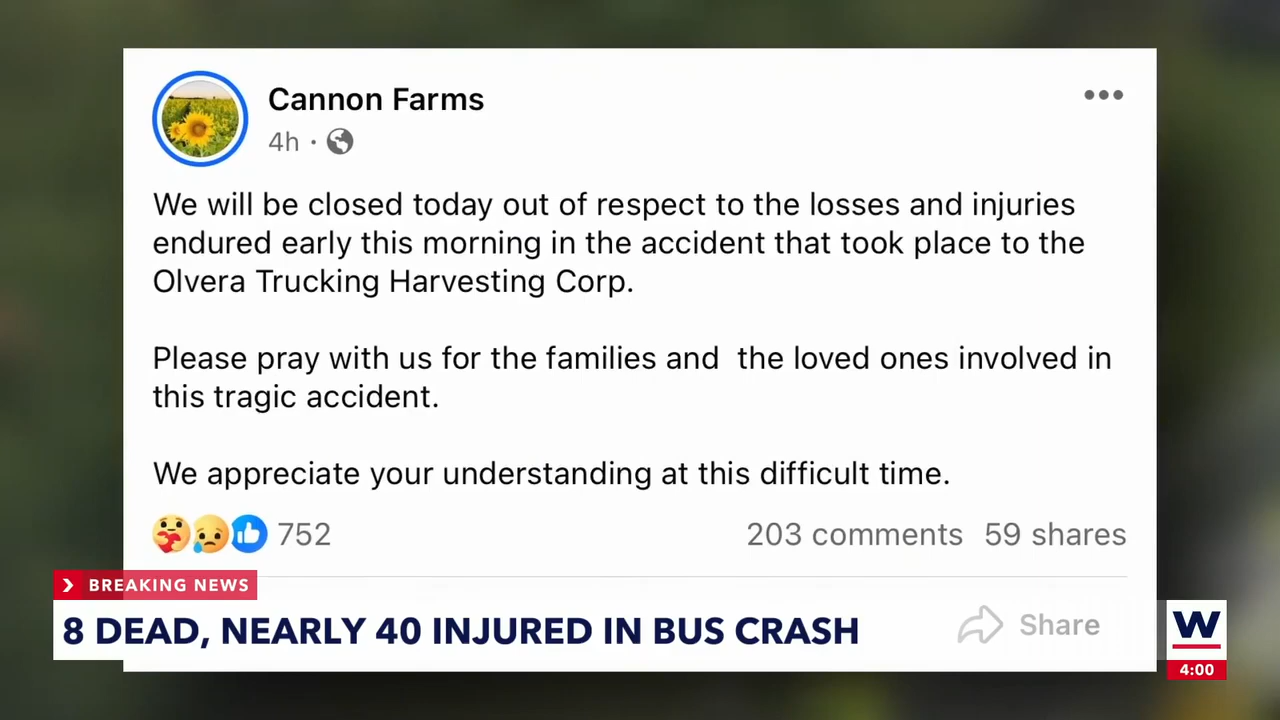 Cannon Farms
4h ·
We will be closed today out of respect to the losses and injuries
endured early this morning in the accident that took place to the
Olvera Trucking Harvesting Corp.
Please pray with us for the families and  the loved ones involved in
this tragic accident.
We appreciate your understanding at this difficult time.
752
203 comments 59 shares
BREAKING NEWS
8 DEAD, NEARLY 40 INJURED IN BUS CRASH
Share
W
4:00